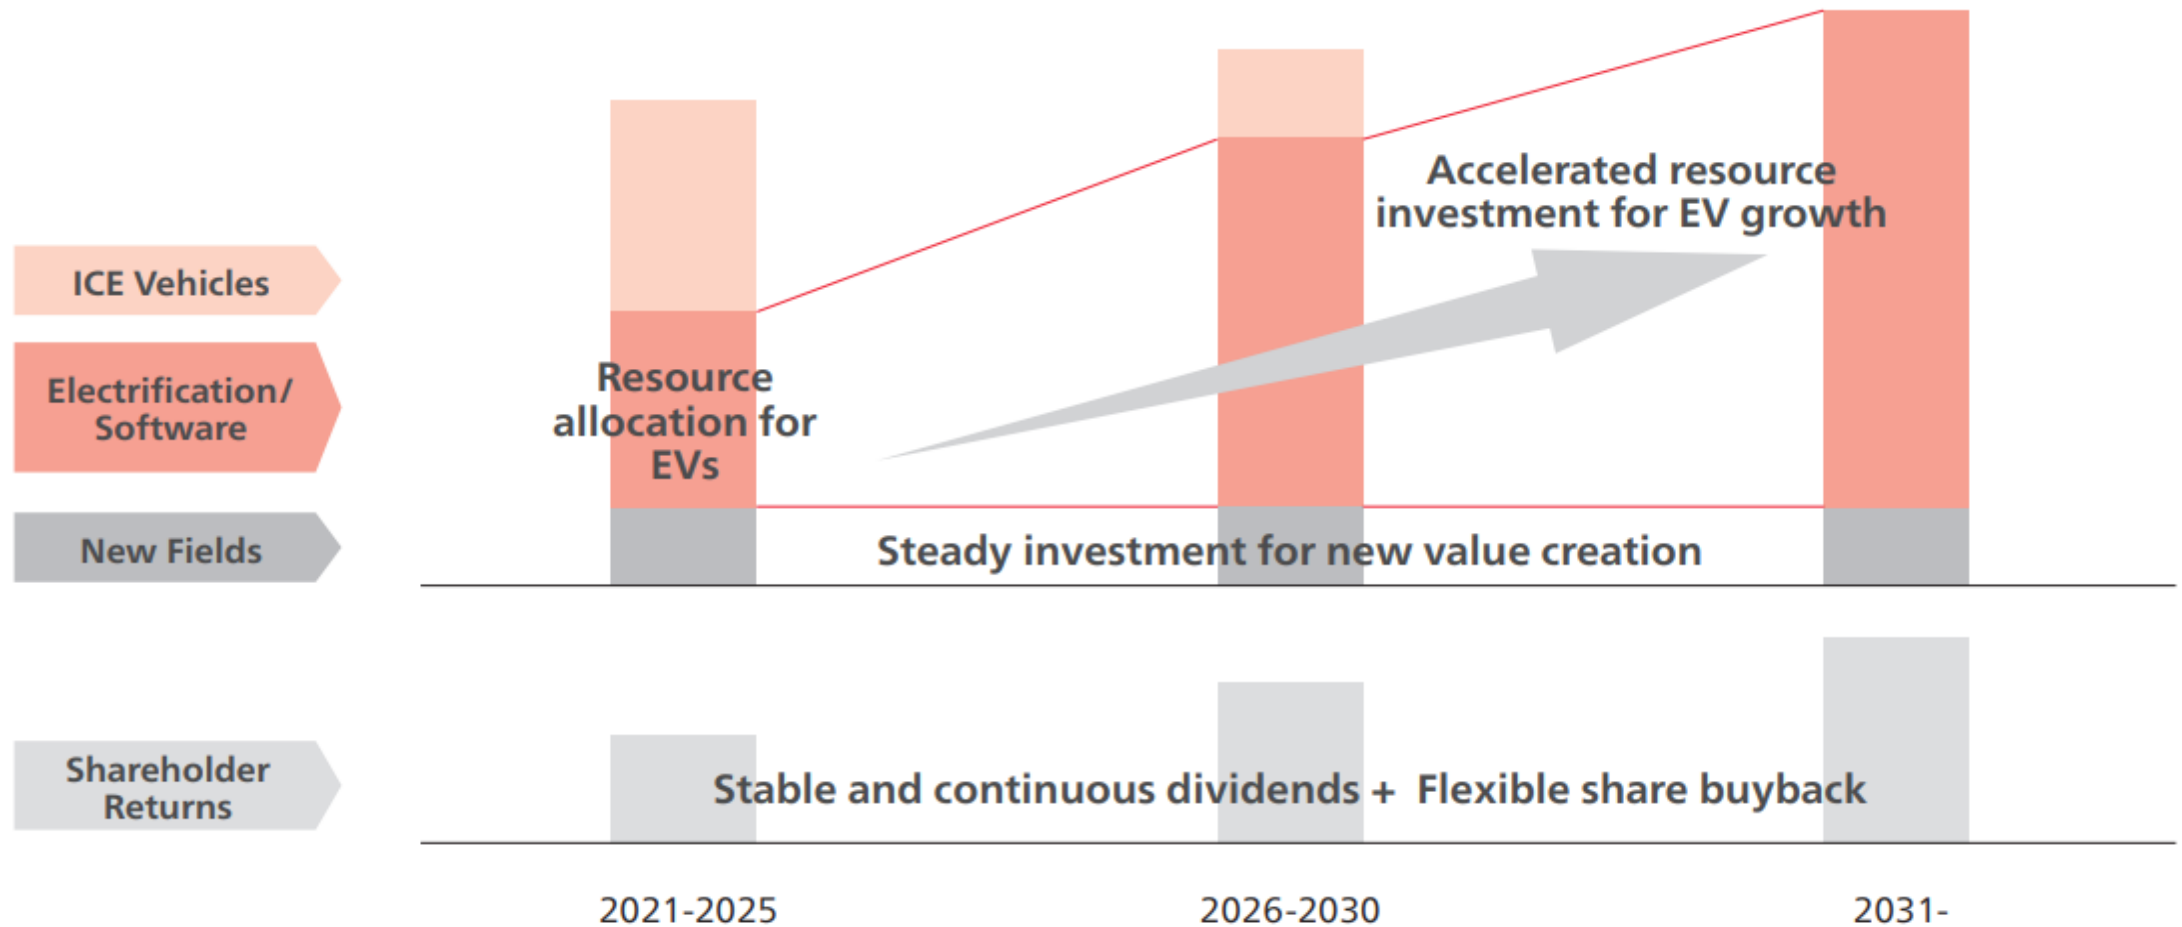 Accelerated resource
investment for EV growth
ICE Vehicles
Electrification/
Software
Resource
allocation for
EVs
New Fields
Steady investment for new value creation
Shareholder
Returns
Stable and continuous dividends + Flexible share buyback
2021-2025
2026-2030
2031-